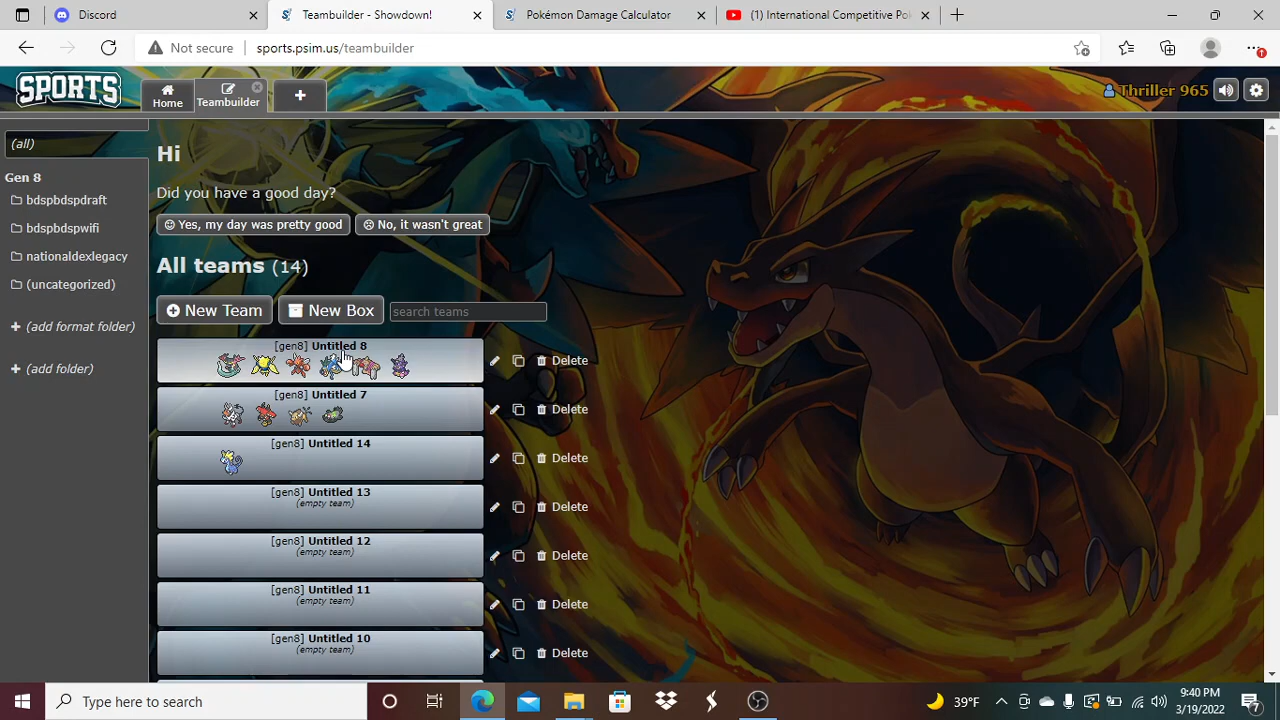 Discord
Teambuilder - Showdown!
Pokémon Damage Calculator
(1) International Competitive Pok
Not secure
sports.psim.us/teambuilder
SPORTS
Home
Teambuilder
Thriller 965
(all)
Gen 8
bdspbdspdraft
bdspbdspwifi
nationaldexlegacy
(uncategorized)
(add format folder)
(add folder)
Hi
Did you have a good day?
Yes, my day was pretty good
No, it wasn't great
All teams (14)
New Team
New Box
search teams
[gen8] Untitled 8
Delete
[gen8] Untitled 7
Delete
[gen8] Untitled 14
Delete
[gen8] Untitled 13
(empty team)
Delete
[gen8] Untitled 12
(empty team)
Delete
[gen8] Untitled 11
(empty team)
Delete
[gen8] Untitled 10
(empty team)
Delete
Type here to search
39°F
9:40 PM
3/19/2022
7